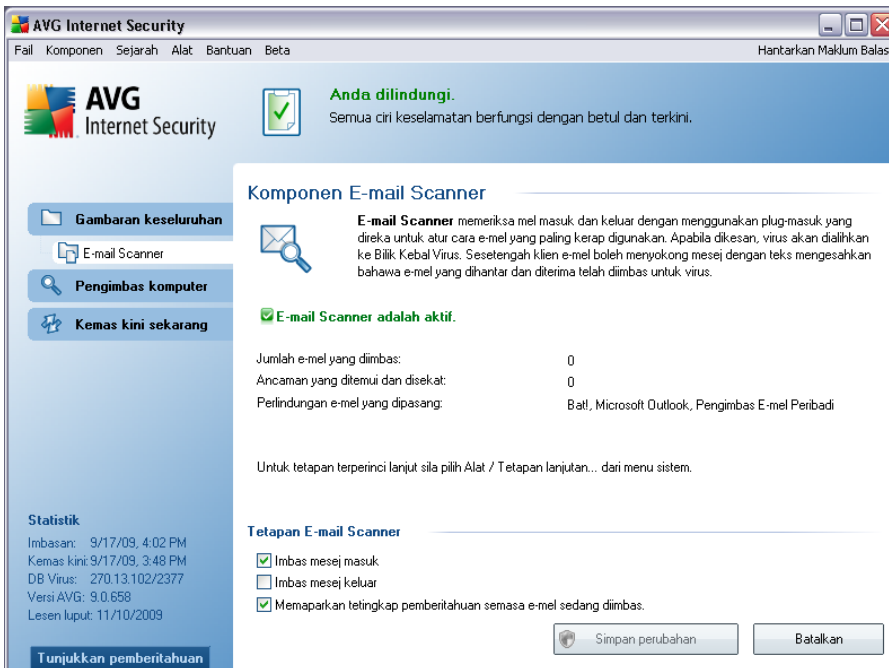 AVG Internet Security
Fail Komponen Sejarah Alat Bantuan Beta Hantarkan Maklum Balas
AVG
Internet Security
Anda dilindungi.
Semua ciri keselamatan berfungsi dengan betul dan terkini.
Gambaran keseluruhan
E-mail Scanner
Pengimbas komputer
Kemas kini sekarang
Komponen E-mail Scanner
E-mail Scanner memeriksa mel masuk dan keluar dengan menggunakan plug-masuk yang
direka untuk atur cara e-mel yang paling kerap digunakan. Apabila dikesan, virus akan dialihkan
ke Bilik Kebal Virus. Sesetengah klien e-mel boleh menyokong mesej dengan teks mengesahkan
bahawa e-mel yang dihantar dan diterima telah diimbas untuk virus.
E-mail Scanner adalah aktif.
Jumlah e-mel yang diimbas: 0
Ancaman yang ditemui dan disekat: 0
Perlindungan e-mel yang dipasang: Bat!, Microsoft Outlook, Pengimbas E-mel Peribadi
Untuk tetapan terperinci lanjut sila pilih Alat / Tetapan lanjutan... dari menu sistem.
Statistik
Imbasan: 9/17/09, 4:02 PM
Kemas kini: 9/17/09, 3:48 PM
DB Virus: 270.13.102/2377
Versi AVG: 9.0.658
Lesen luput: 11/10/2009
Tunjukkan pemberitahuan
Tetapan E-mail Scanner
Imbas mesej masuk
Imbas mesej keluar
Memaparkan tetingkap pemberitahuan semasa e-mel sedang diimbas.
Simpan perubahan Batalkan